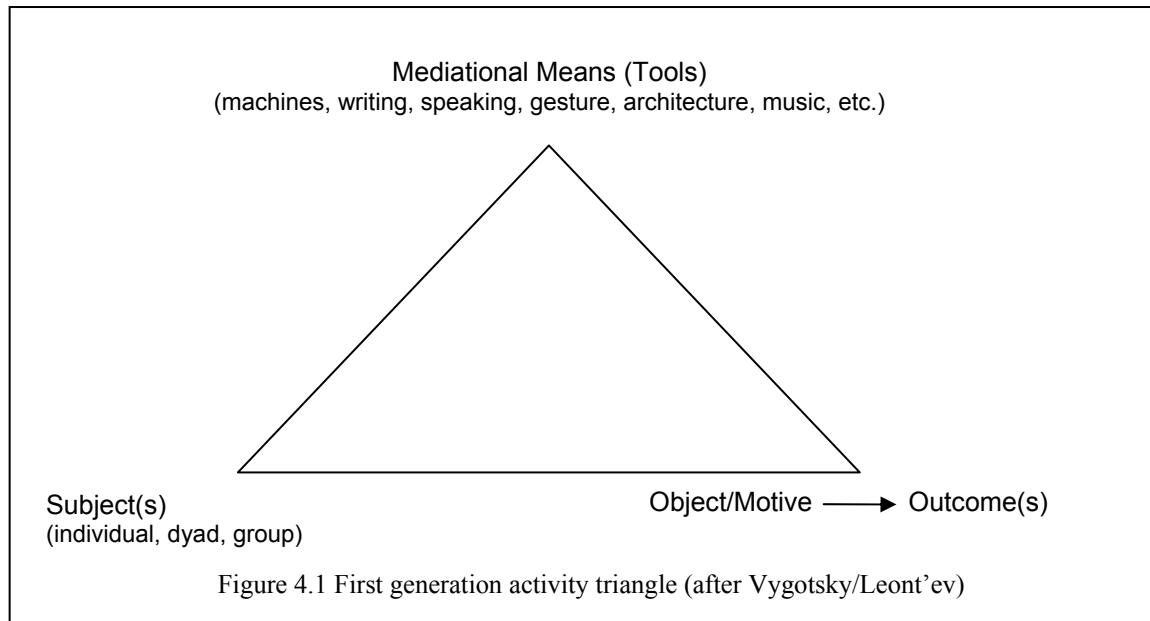 Mediational Means (Tools)
(machines, writing, speaking, gesture, architecture, music, etc.)
Subject(s)
(individual, dyad, group)
Object/Motive
Outcome(s)
Figure 4.1 First generation activity triangle (after Vygotsky/Leont’ev)